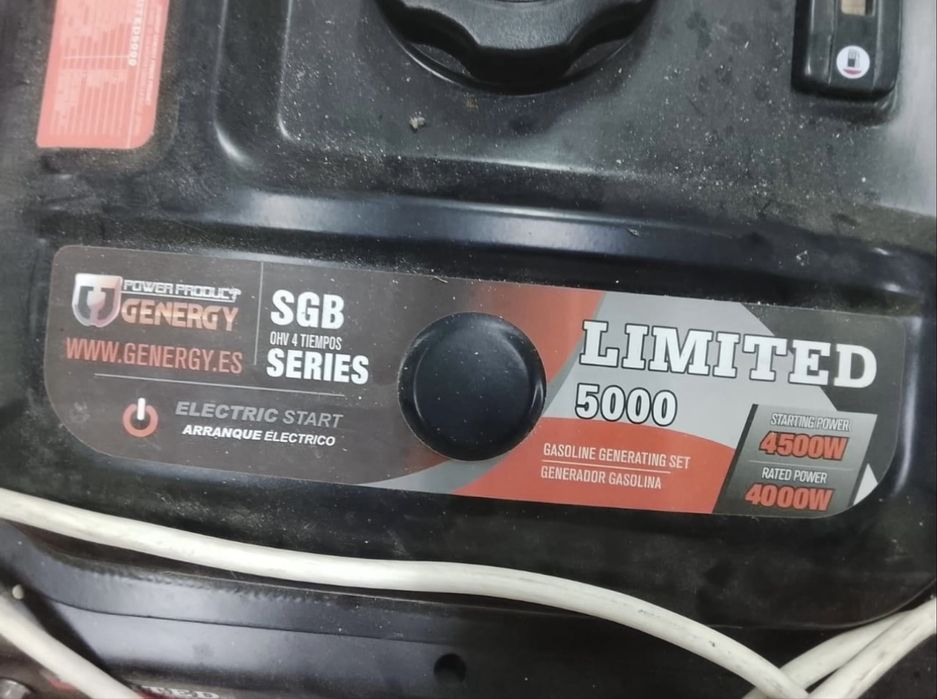 POWER PRODUCT
GENERGY
WWW.GENERGY.ES
SGB
OHV 4 TIEMPOS
SERIES
ELECTRIC START
ARRANQUE ELECTRICO
LIMITED
5000
GASOLINE GENERATING SET
GENERADOR GASOLINA
STARTING POWER
4500W
RATED POWER
4000W